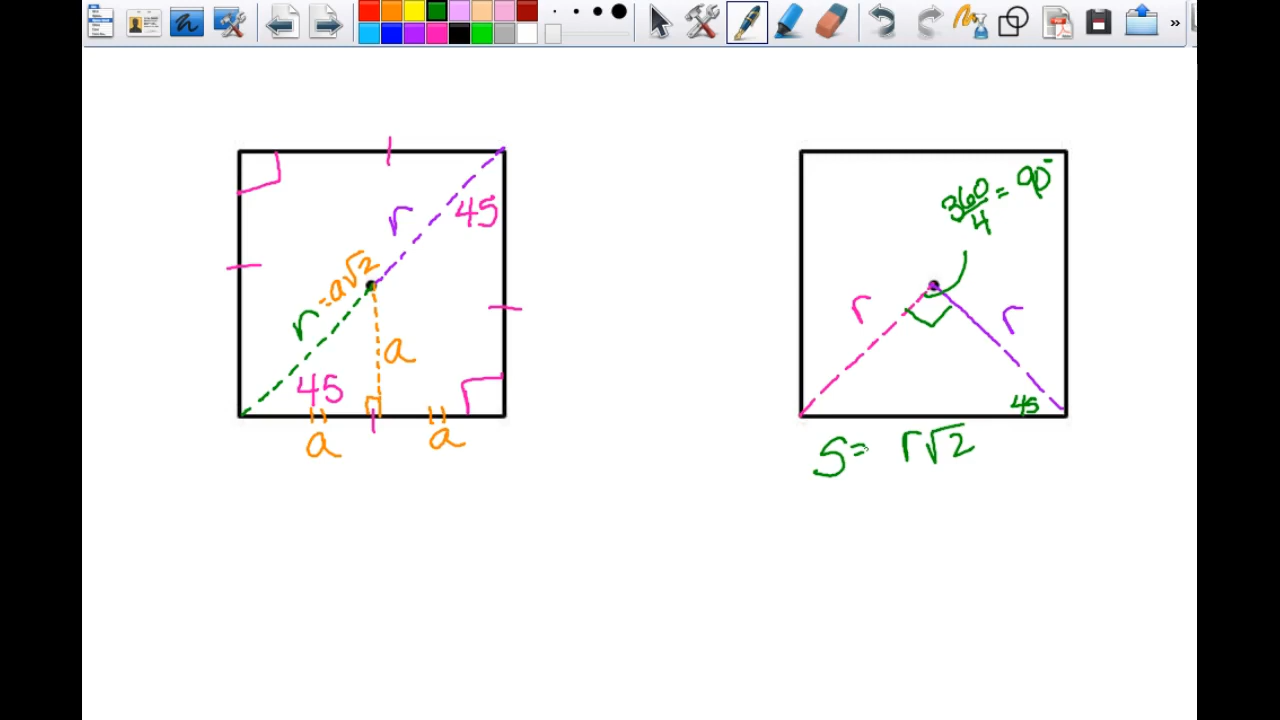 r
45
r = a√2
a
45
a
a
360/4 = 90°
r
r
45
S = r√2
»